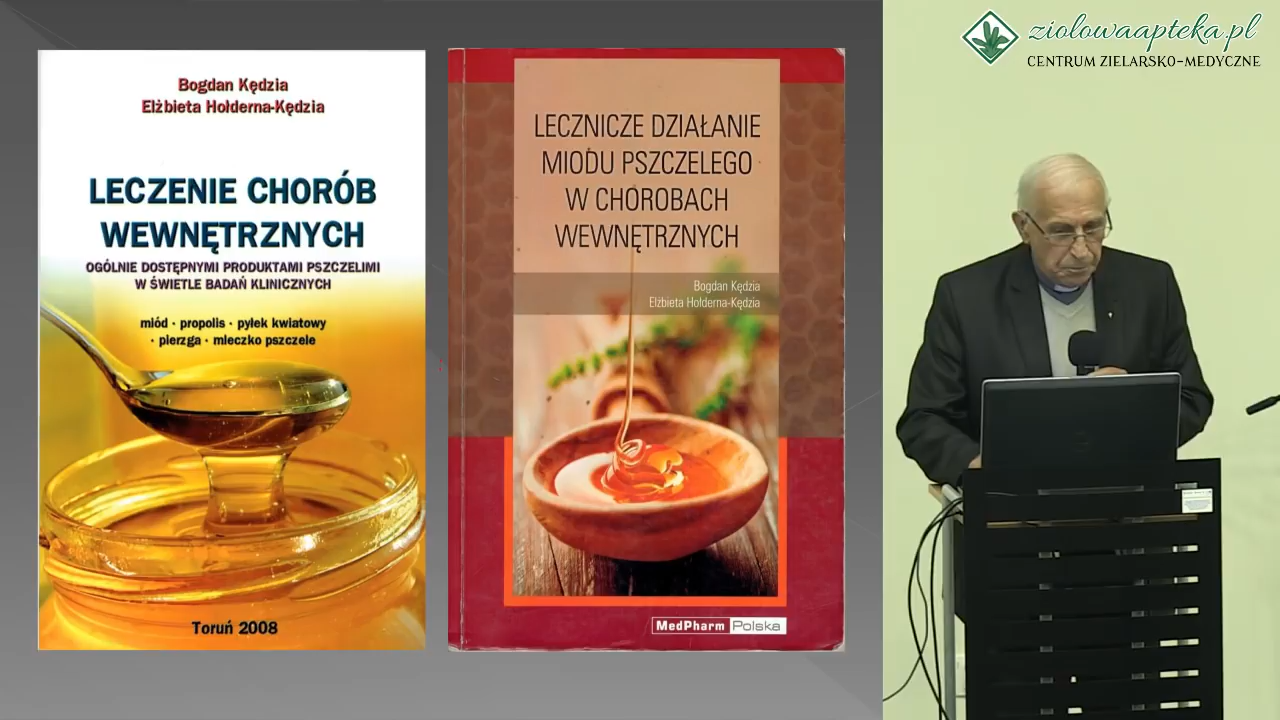 Bogdan Kędzia
Elżbieta Hołderna-Kędzia
LECZENIE CHORÓB
WEWNĘTRZNYCH
OGÓLNIE DOSTĘPNYMI PRODUKTAMI PSZCZELIMI
W ŚWIETLE BADAŃ KLINICZNYCH
miód · propolis · pyłek kwiatowy
· pierzga · mleczko pszczele
Toruń 2008
LECZNICZE DZIAŁANIE
MIODU PSZCZELEGO
W CHOROBACH
WEWNĘTRZNYCH
Bogdan Kędzia
Elżbieta Hołderna-Kędzia
MedPharm Polska
ziolowaapteka.pl
CENTRUM ZIELARSKO-MEDYCZNE